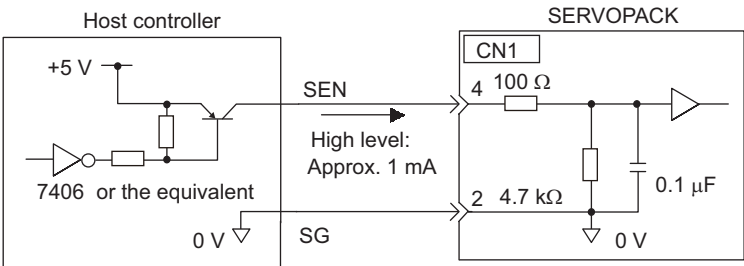 Host controller
SERVOPACK
CN1
+5 V
SEN
4
100 Ω
High level:
Approx. 1 mA
7406 or the equivalent
0 V
SG
2
4.7 kΩ
0.1 μF
0 V